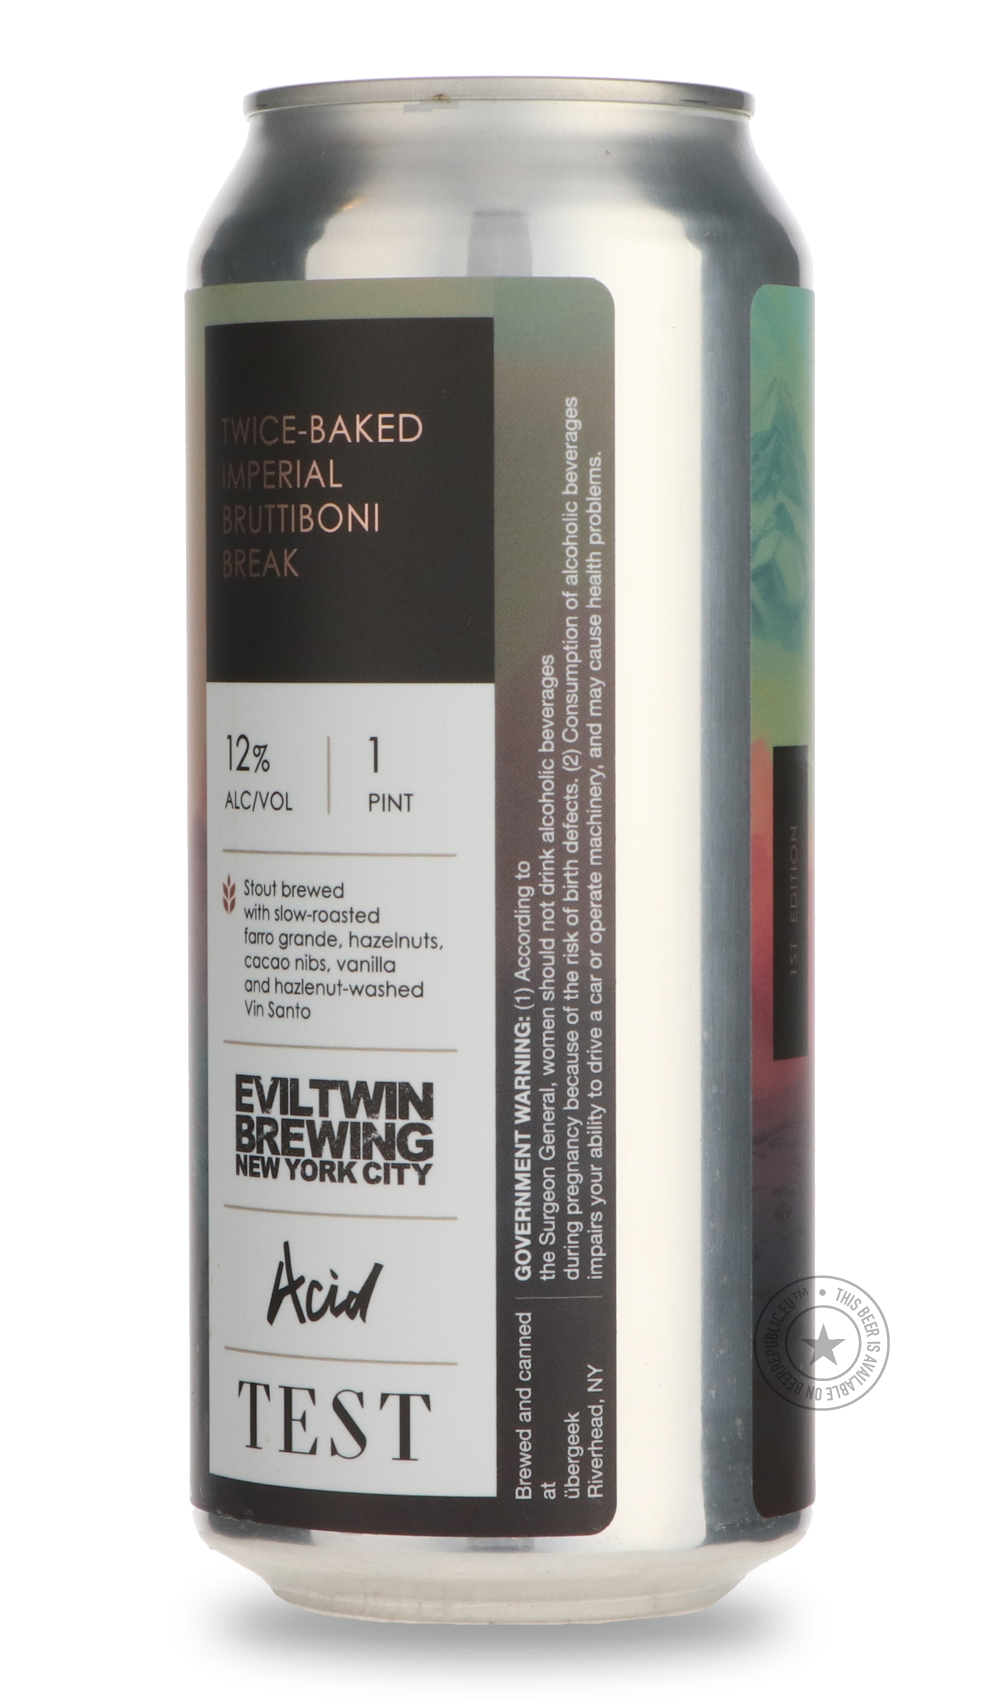 TWICE-BAKED
IMPERIAL
BRUTTIBONI
BREAK
12%
ALC/VOL
1
PINT
Stout brewed
with slow-roasted
farro grande, hazelnuts,
cacao nibs, vanilla
and hazlenut-washed
Vin Santo
EVILTWIN
BREWING
NEW YORK CITY
Acid
TEST
GOVERNMENT WARNING: (1) According to
the Surgeon General, women should not drink alcoholic beverages
during pregnancy because of the risk of birth defects. (2) Consumption of alcoholic beverages
impairs your ability to drive a car or operate machinery, and may cause health problems.
Brewed and canned
at
übergeek
Riverhead, NY
1ST EDITION
THIS BEER IS AVAILABLE ON BEERREPUBLIC.EU™